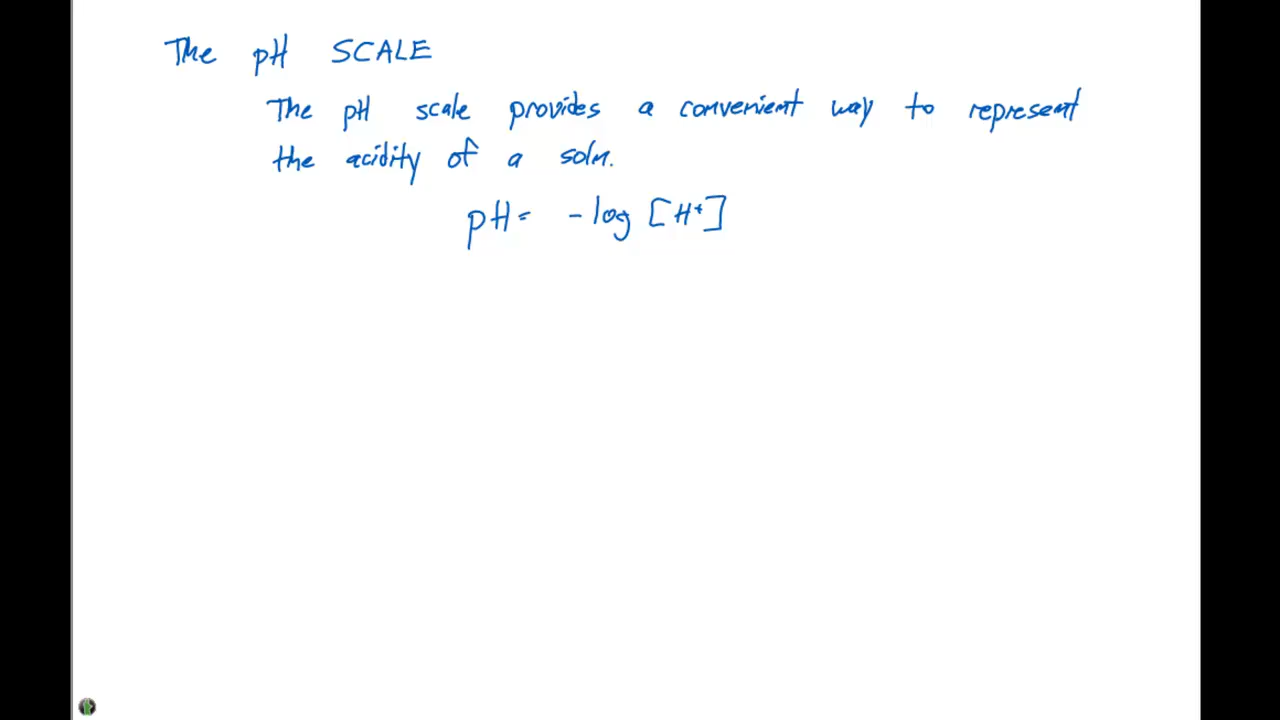 The pH SCALE
The pH scale provides a convenient way to represent
the acidity of a soln.
pH = -log [H⁺]